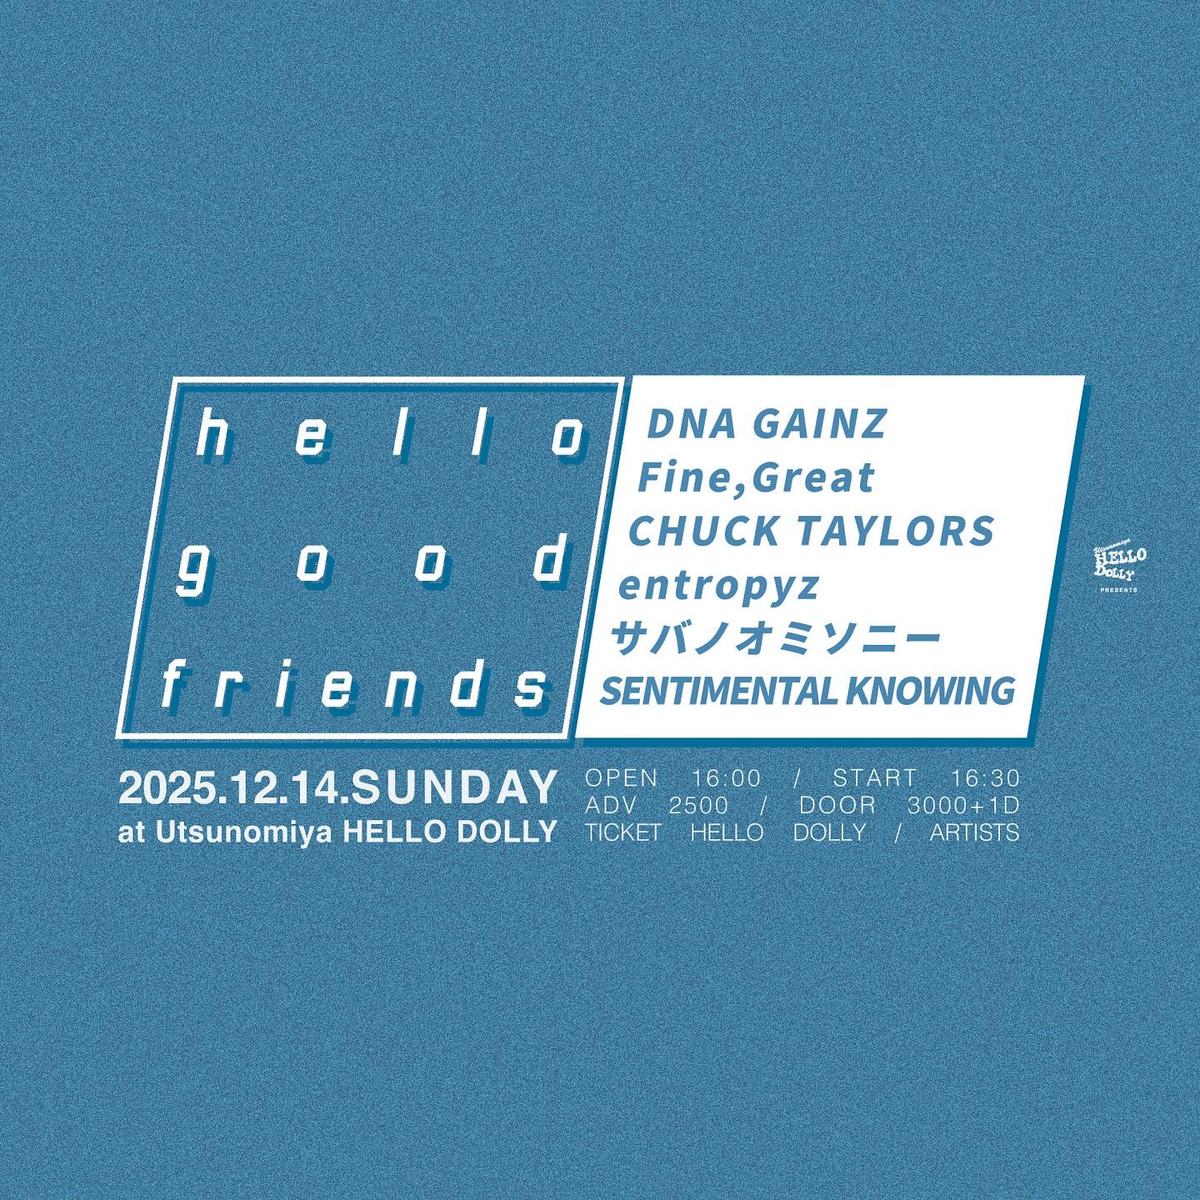 hello
good
friends
DNA GAINZ
Fine,Great
CHUCK TAYLORS
entropyz
サバノオミソニー
SENTIMENTAL KNOWING
Utsunomiya
HELLO
DOLLY
PRESENTS
2025.12.14.SUNDAY
at Utsunomiya HELLO DOLLY
OPEN 16:00 / START 16:30
ADV 2500 / DOOR 3000+1D
TICKET HELLO DOLLY / ARTISTS